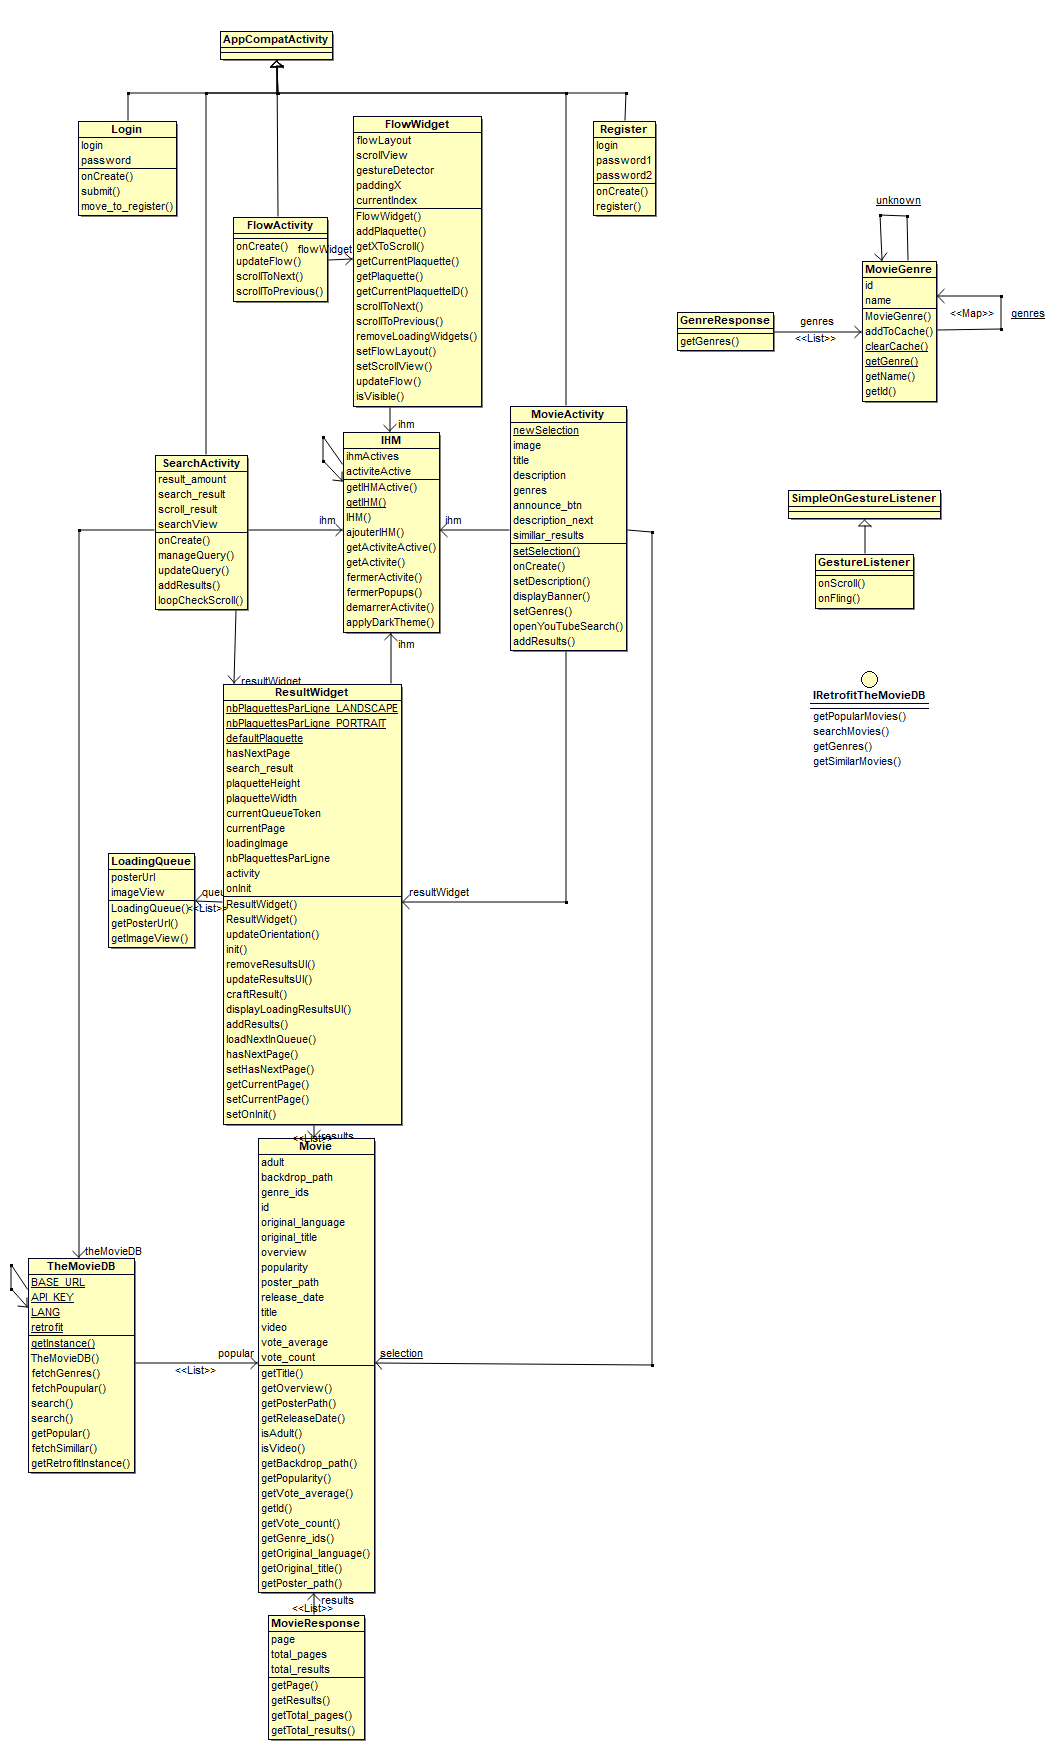 AppCompatActivity
Login
login
password
onCreate()
submit()
move_to_register()
FlowWidget
flowLayout
scrollView
gestureDetector
paddingX
currentIndex
FlowWidget()
addPlaquette()
getXToScroll()
getCurrentPlaquette()
getPlaquette()
getCurrentPlaquetteID()
scrollToNext()
scrollToPrevious()
removeLoadingWidgets()
setFlowLayout()
setScrollView()
updateFlow()
isVisible()
Register
login
password1
password2
onCreate()
register()
FlowActivity
onCreate()
updateFlow()
scrollToNext()
scrollToPrevious()
flowWidget
unknown
MovieGenre
id
name
MovieGenre()
addToCache()
clearCache()
getGenre()
getName()
getId()
<<Map>>
genres
GenreResponse
getGenres()
genres
<<List>>
ihm
IHM
ihmActives
activiteActive
getIHMActive()
getIHM()
IHM()
ajouterIHM()
getActiviteActive()
getActivite()
fermerActivite()
fermerPopups()
demarrerActivite()
applyDarkTheme()
MovieActivity
newSelection
image
title
description
genres
announce_btn
description_next
simillar_results
setSelection()
onCreate()
setDescription()
displayBanner()
setGenres()
openYouTubeSearch()
addResults()
SearchActivity
result_amount
search_result
scroll_result
searchView
onCreate()
manageQuery()
updateQuery()
addResults()
loopCheckScroll()
ihm
ihm
ihm
SimpleOnGestureListener
GestureListener
onScroll()
onFling()
IRetrofitTheMovieDB
getPopularMovies()
searchMovies()
getGenres()
getSimilarMovies()
resultWidget
ResultWidget
nbPlaquettesParLigne_LANDSCAPE
nbPlaquettesParLigne_PORTRAIT
defaultPlaquette
hasNextPage
search_result
plaquetteHeight
plaquetteWidth
currentQueueToken
currentPage
loadingImage
nbPlaquettesParLigne
activity
onInit
ResultWidget()
ResultWidget()
updateOrientation()
init()
removeResultsUI()
updateResultsUI()
craftResult()
displayLoadingResultsUI()
addResults()
loadNextInQueue()
hasNextPage()
setHasNextPage()
getCurrentPage()
setCurrentPage()
setOnInit()
LoadingQueue
posterUrl
imageView
LoadingQueue()
getPosterUrl()
getImageView()
queu
<<List>
resultWidget
results
<<List>>
Movie
adult
backdrop_path
genre_ids
id
original_language
original_title
overview
popularity
poster_path
release_date
title
video
vote_average
vote_count
getTitle()
getOverview()
getPosterPath()
getReleaseDate()
isAdult()
isVideo()
getBackdrop_path()
getPopularity()
getVote_average()
getId()
getVote_count()
getGenre_ids()
getOriginal_language()
getOriginal_title()
getPoster_path()
theMovieDB
TheMovieDB
BASE_URL
API_KEY
LANG
retrofit
getInstance()
TheMovieDB()
fetchGenres()
fetchPoupular()
search()
search()
getPopular()
fetchSimillar()
getRetrofitInstance()
popular
<<List>>
selection
results
<<List>>
MovieResponse
page
total_pages
total_results
getPage()
getResults()
getTotal_pages()
getTotal_results()